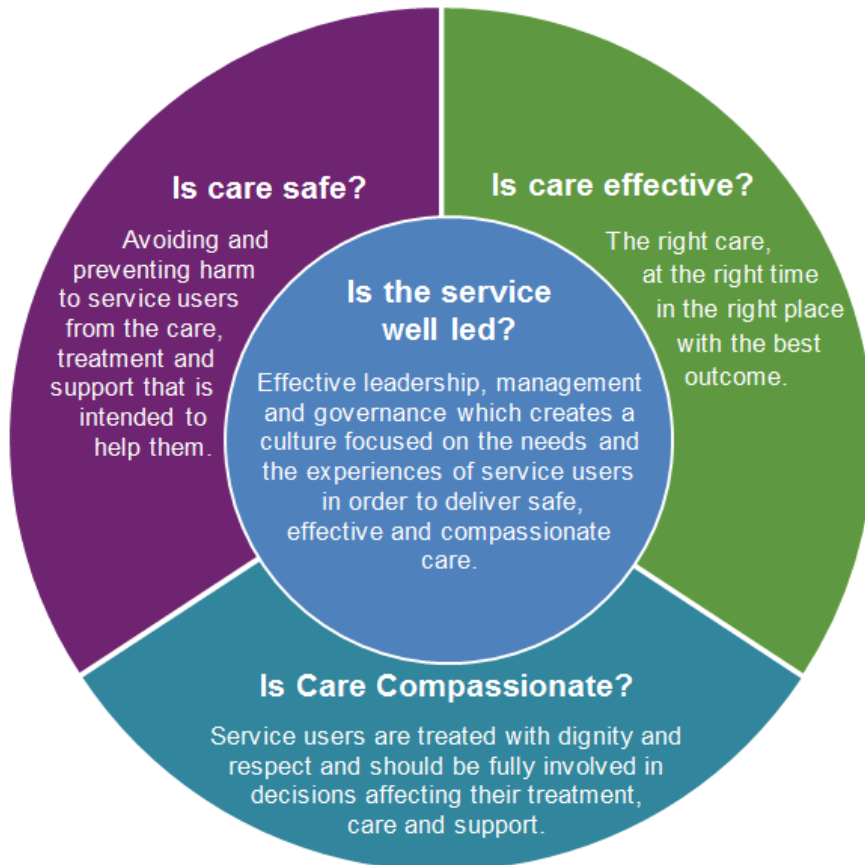 Is care safe?
Avoiding and
preventing harm
to service users
from the care,
treatment and
support that is
intended to
help them.
Is care effective?
The right care,
at the right time
in the right place
with the best
outcome.
Is the service
well led?
Effective leadership, management
and governance which creates a
culture focused on the needs and
the experiences of service users
in order to deliver safe,
effective and compassionate
care.
Is Care Compassionate?
Service users are treated with dignity and
respect and should be fully involved in
decisions affecting their treatment,
care and support.